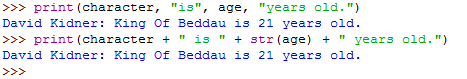 >>> print(character, "is", age, "years old.")
David Kidner: King Of Beddau is 21 years old.
>>> print(character + " is " + str(age) + " years old.")
David Kidner: King Of Beddau is 21 years old.
>>>